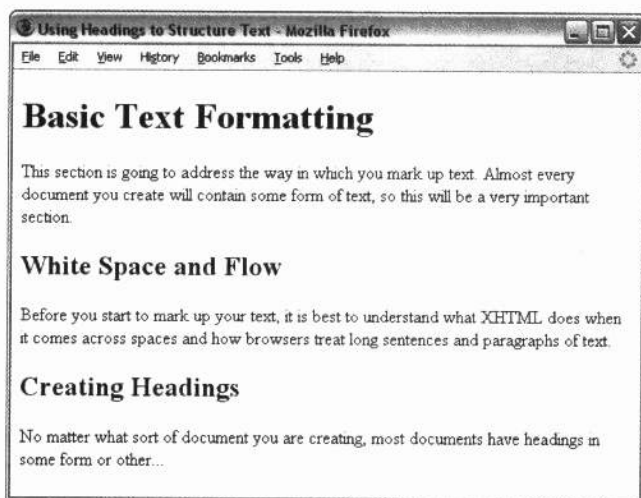 Using Headings to Structure Text - Mozilla Firefox
File Edit View History Bookmarks Tools Help
Basic Text Formatting
This section is going to address the way in which you mark up text. Almost every
document you create will contain some form of text, so this will be a very important
section.
White Space and Flow
Before you start to mark up your text, it is best to understand what XHTML does when
it comes across spaces and how browsers treat long sentences and paragraphs of text.
Creating Headings
No matter what sort of document you are creating, most documents have headings in
some form or other...